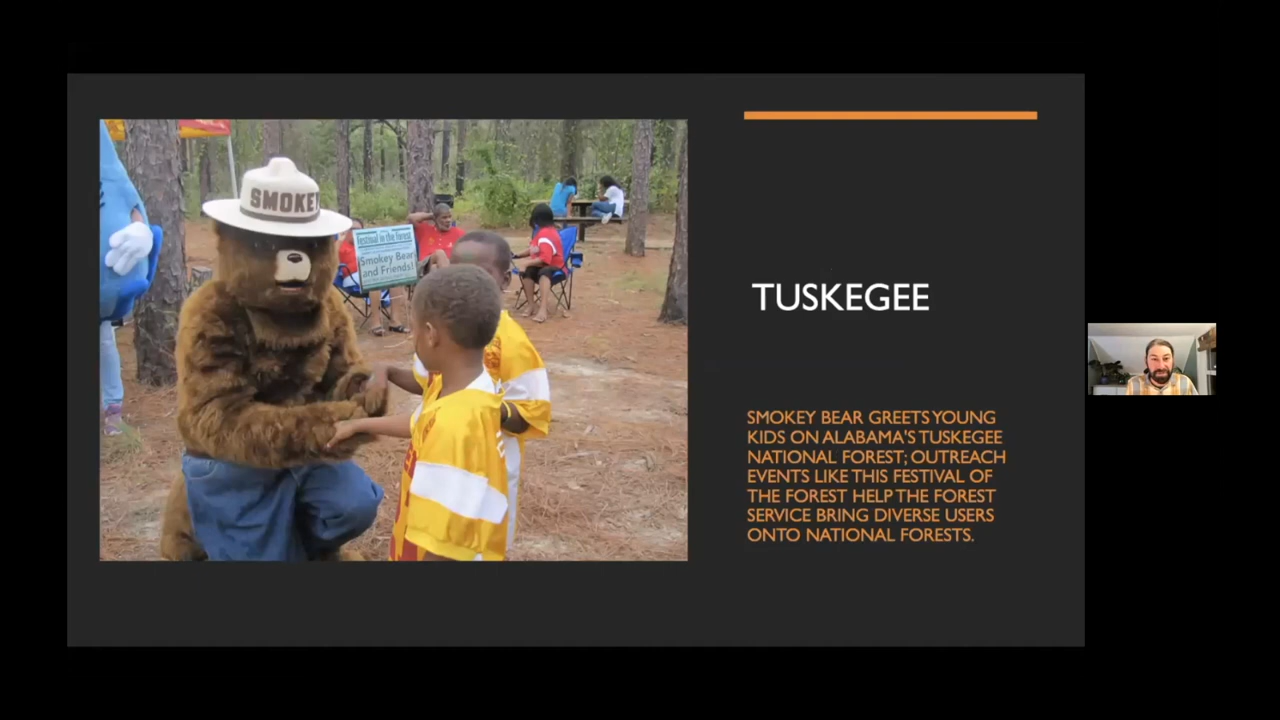 SMOKEY
Festival in the Forest
Smokey Bear
and Friends!
TUSKEGEE
SMOKEY BEAR GREETS YOUNG
KIDS ON ALABAMA'S TUSKEGEE
NATIONAL FOREST; OUTREACH
EVENTS LIKE THIS FESTIVAL OF
THE FOREST HELP THE FOREST
SERVICE BRING DIVERSE USERS
ONTO NATIONAL FORESTS.